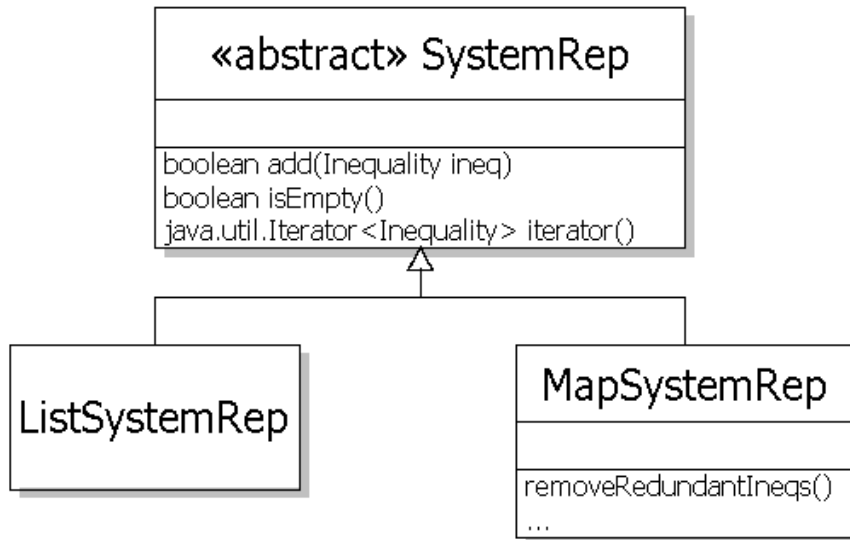 «abstract» SystemRep
boolean add(Inequality ineq)
boolean isEmpty()
java.util.Iterator<Inequality> iterator()
ListSystemRep
MapSystemRep
removeRedundantIneqs()
...